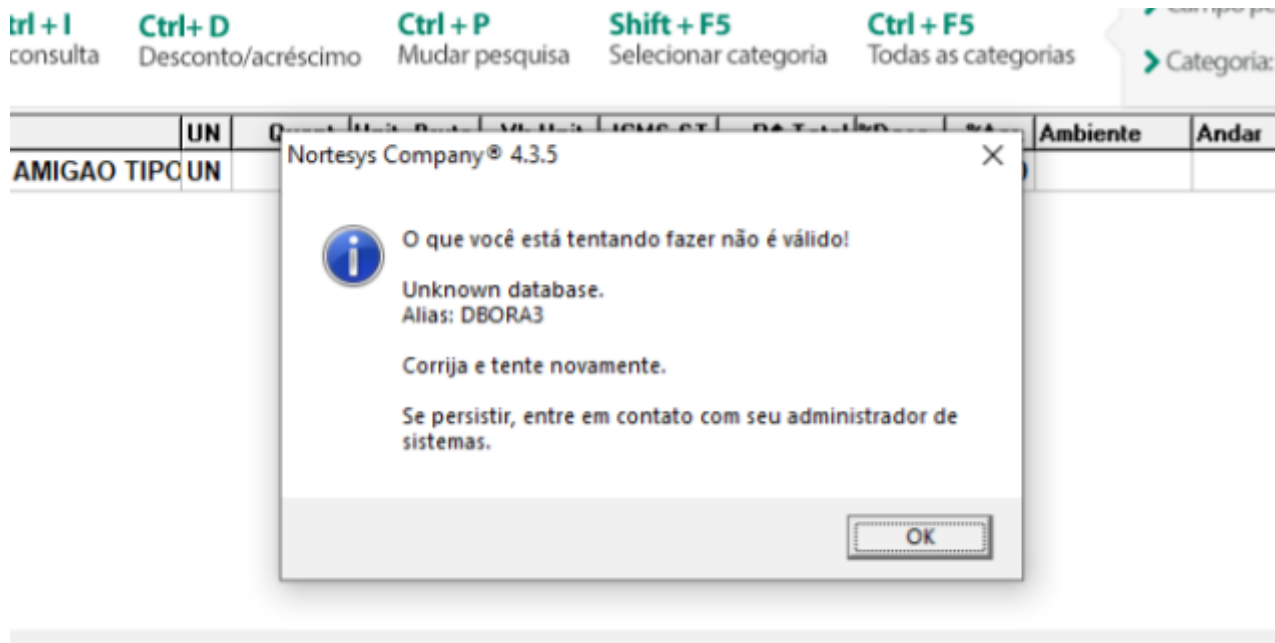 Ctrl+ D
Ctrl + P
Shift + F5
Ctrl + F5
consulta
Desconto/acréscimo
Mudar pesquisa
Selecionar categoria
Todas as categorias
Categoria:
UN
Ambiente
Andar
AMIGAO TIPO
UN
Nortesys Company® 4.3.5
O que você está tentando fazer não é válido!
Unknown database.
Alias: DBORA3
Corrija e tente novamente.
Se persistir, entre em contato com seu administrador de
sistemas.
OK